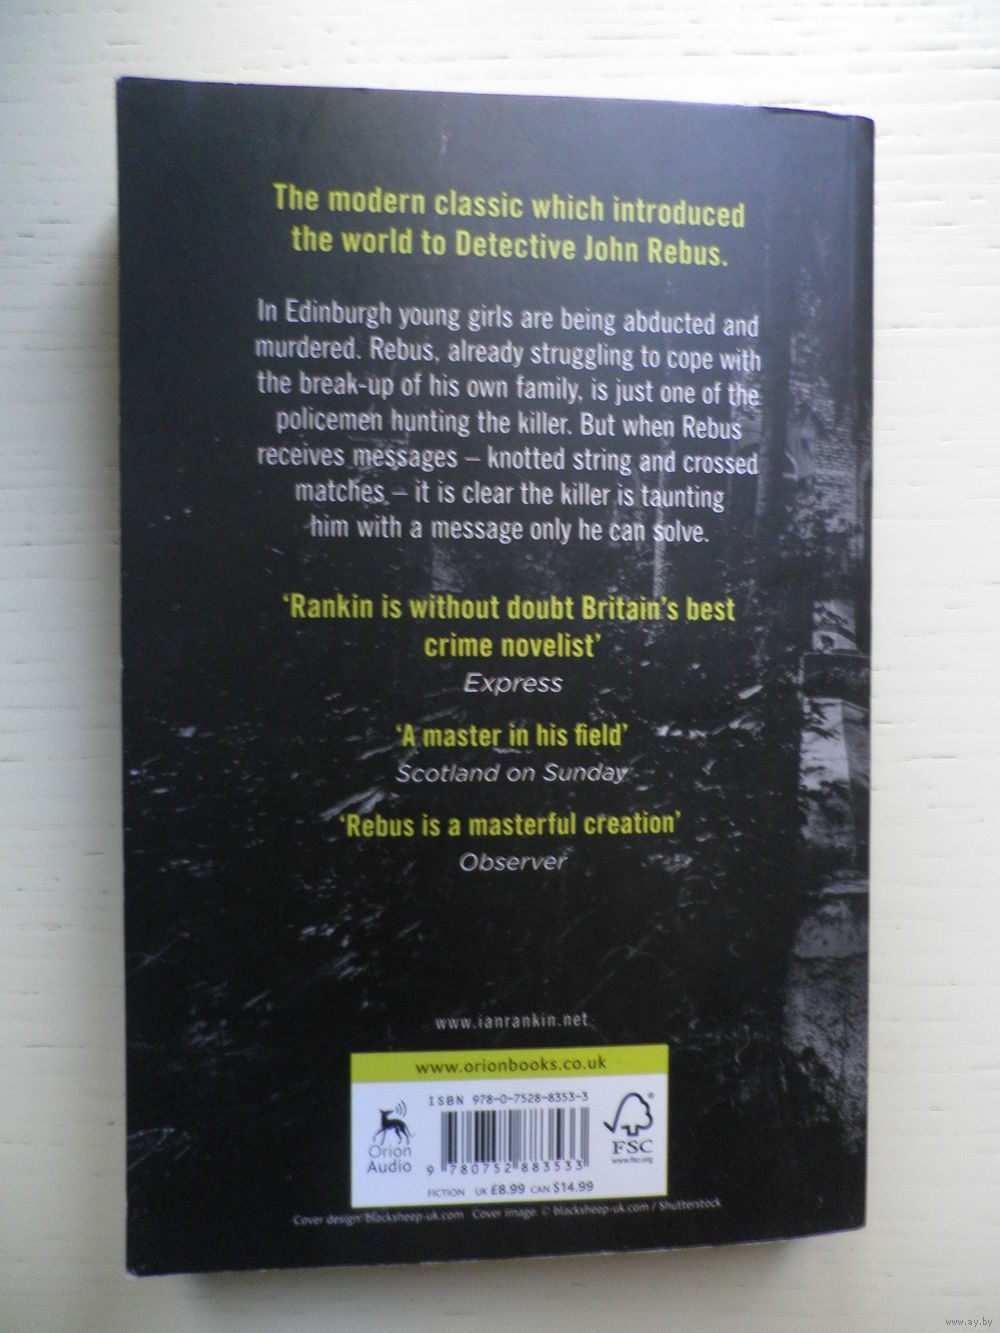 The modern classic which introduced
the world to Detective John Rebus.
In Edinburgh young girls are being abducted and
murdered. Rebus, already struggling to cope with
the break-up of his own family, is just one of the
policemen hunting the killer. But when Rebus
receives messages – knotted string and crossed
matches – it is clear the killer is taunting
him with a message only he can solve.
‘Rankin is without doubt Britain’s best
crime novelist’
Express
‘A master in his field’
Scotland on Sunday
‘Rebus is a masterful creation’
Observer
www.ianrankin.net
www.orionbooks.co.uk
ISBN 978-0-7528-8353-3
Orion
Audio
9 780752 883533
FSC
www.fsc.org
FICTION UK £8.99 CAN $14.99
Cover design: blacksheep-uk.com Cover image: © blacksheep-uk.com / Shutterstock
www.ay.by